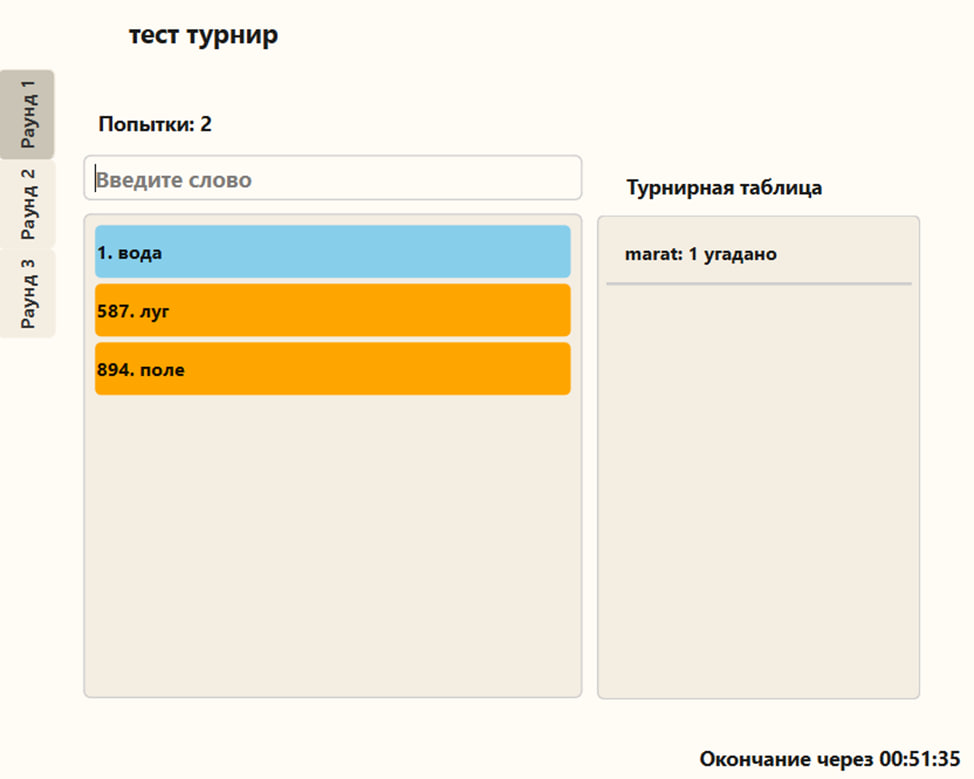 тест турнир
Раунд 1
Раунд 2
Раунд 3
Попытки: 2
Введите слово
1. вода
587. луг
894. поле
Турнирная таблица
marat: 1 угадано
Окончание через 00:51:35